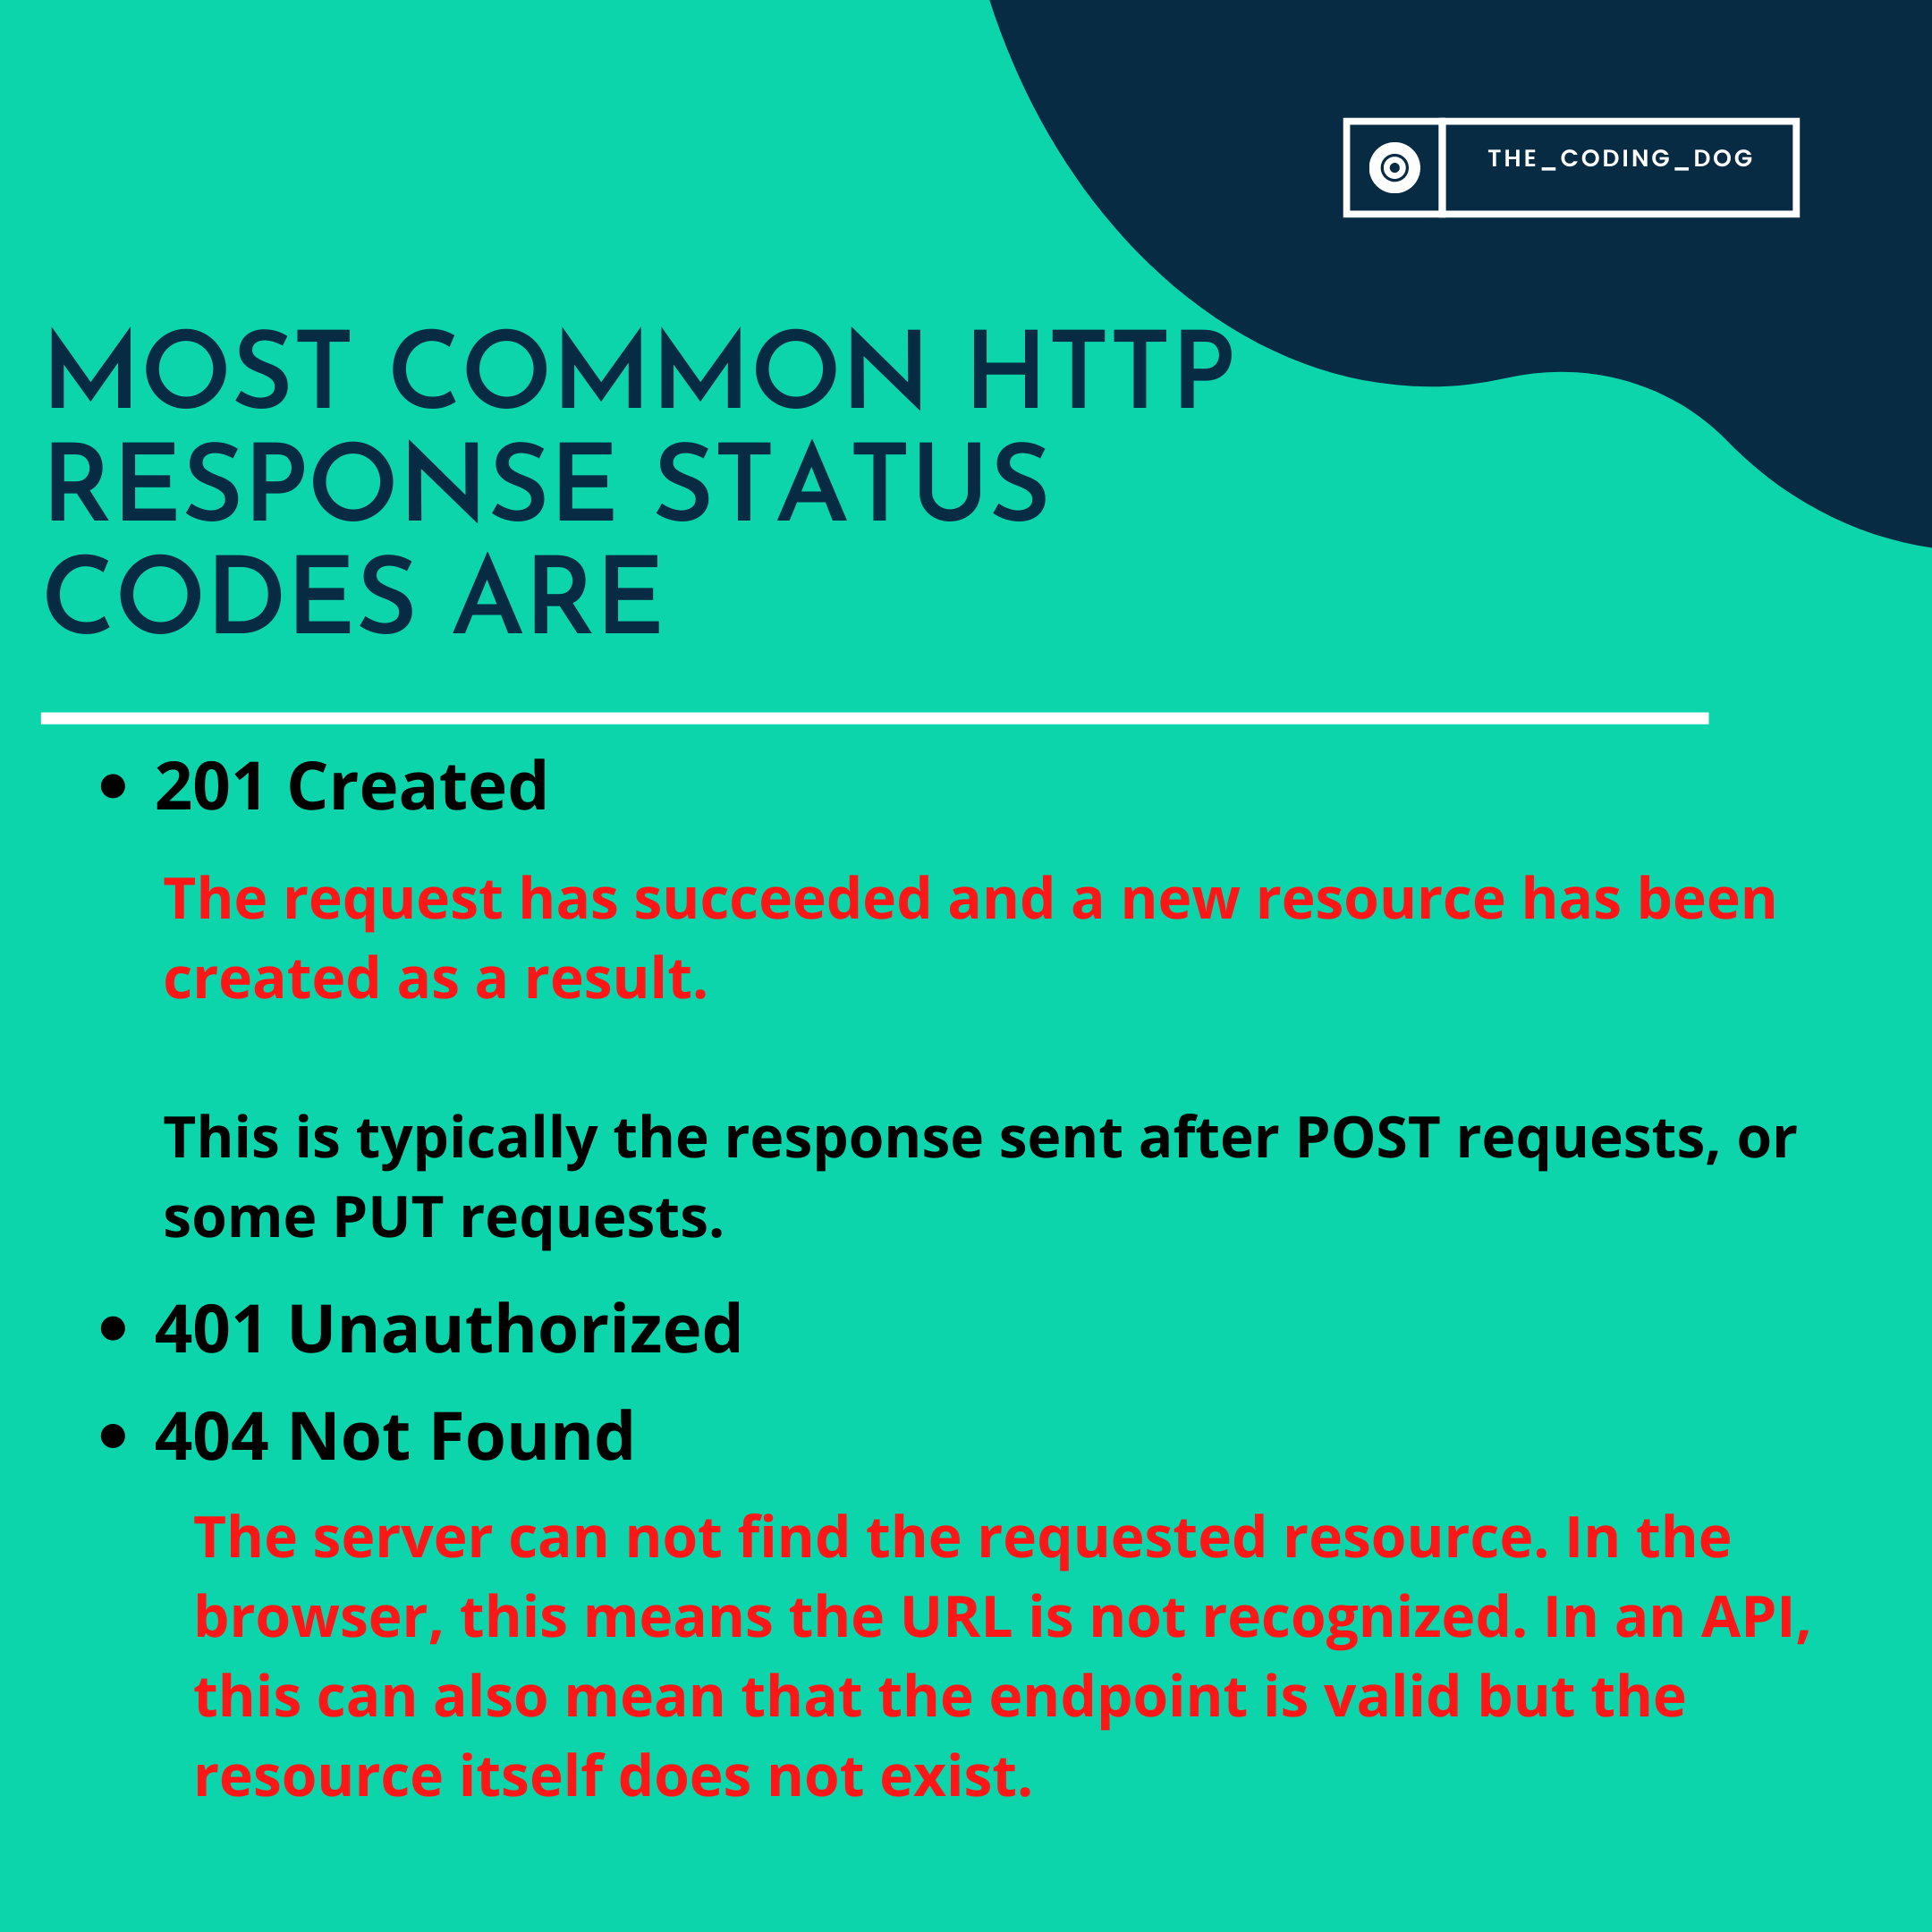 THE_CODING_DOG
MOST COMMON HTTP
RESPONSE STATUS
CODES ARE
• 201 Created
The request has succeeded and a new resource has been
created as a result.
This is typically the response sent after POST requests, or
some PUT requests.
• 401 Unauthorized
• 404 Not Found
The server can not find the requested resource. In the
browser, this means the URL is not recognized. In an API,
this can also mean that the endpoint is valid but the
resource itself does not exist.